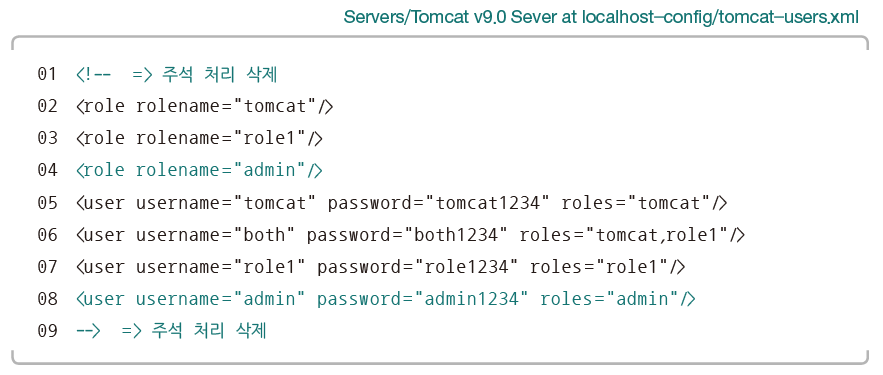 Servers/Tomcat v9.0 Sever at localhost-config/tomcat-users.xml
01 <!-- => 주석 처리 삭제
02 <role rolename="tomcat"/>
03 <role rolename="role1"/>
04 <role rolename="admin"/>
05 <user username="tomcat" password="tomcat1234" roles="tomcat"/>
06 <user username="both" password="both1234" roles="tomcat,role1"/>
07 <user username="role1" password="role1234" roles="role1"/>
08 <user username="admin" password="admin1234" roles="admin"/>
09 --> => 주석 처리 삭제